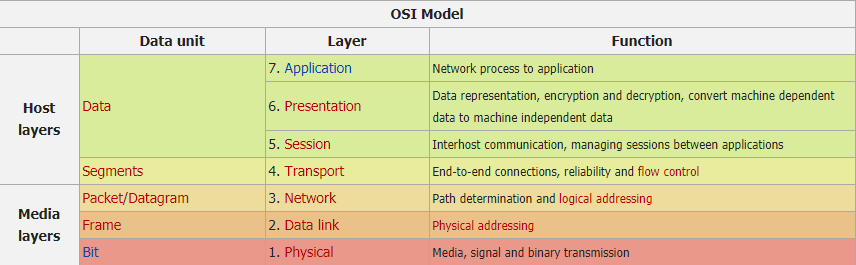 OSI Model
Data unit Layer Function
Host layers
Data
7. Application Network process to application
6. Presentation Data representation, encryption and decryption, convert machine dependent
data to machine independent data
5. Session Interhost communication, managing sessions between applications
Segments 4. Transport End-to-end connections, reliability and flow control
Media layers
Packet/Datagram 3. Network Path determination and logical addressing
Frame 2. Data link Physical addressing
Bit 1. Physical Media, signal and binary transmission